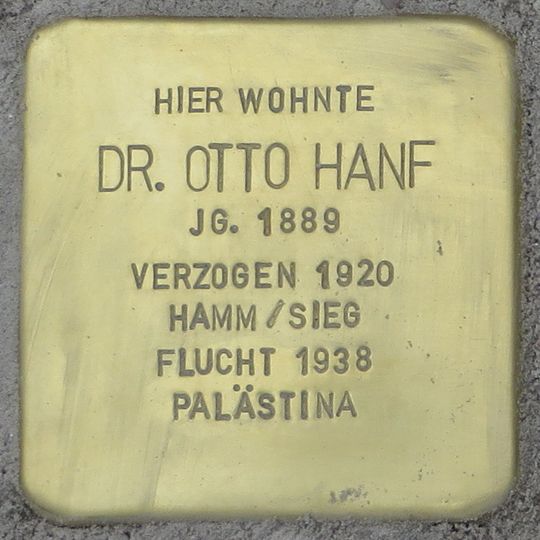 HIER WOHNTE
DR. OTTO HANF
JG. 1889
VERZOGEN 1920
HAMM/SIEG
FLUCHT 1938
PALÄSTINA